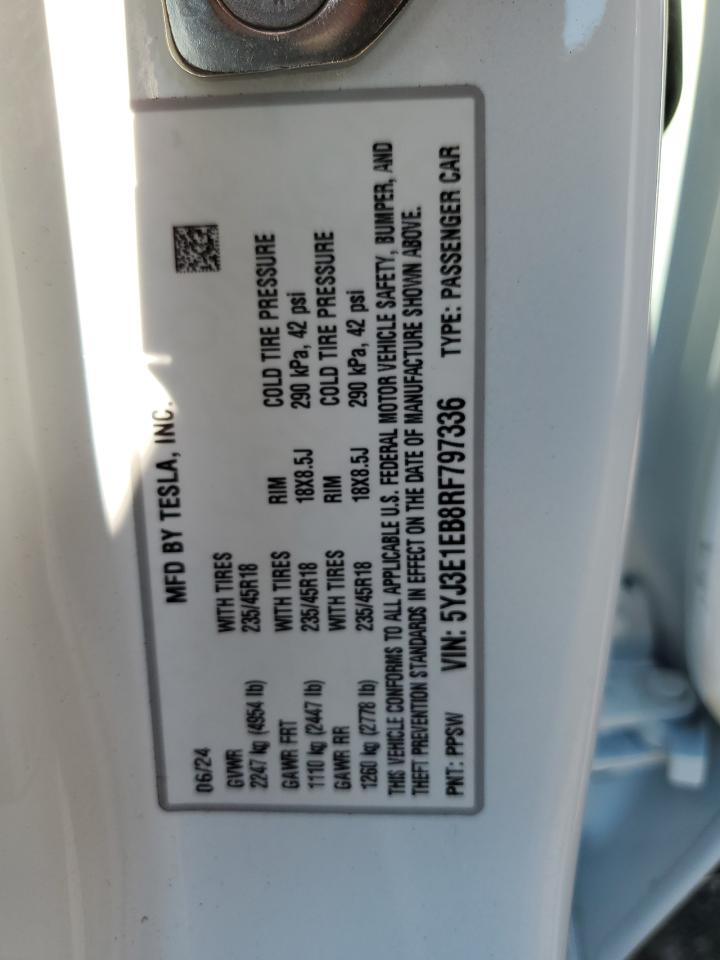 MFD BY TESLA, INC.
06/24
GVWR WITH TIRES RIM COLD TIRE PRESSURE
2247 kg (4954 lb) 235/45R18 18X8.5J 290 kPa, 42 psi
GAWR FRT WITH TIRES RIM COLD TIRE PRESSURE
1110 kg (2447 lb) 235/45R18 18X8.5J 290 kPa, 42 psi
GAWR RR WITH TIRES
1260 kg (2778 lb) 235/45R18
THIS VEHICLE CONFORMS TO ALL APPLICABLE U.S. FEDERAL MOTOR VEHICLE SAFETY, BUMPER, AND
THEFT PREVENTION STANDARDS IN EFFECT ON THE DATE OF MANUFACTURE SHOWN ABOVE.
PNT: PPSW VIN: 5YJ3E1EB8RF797336 TYPE: PASSENGER CAR